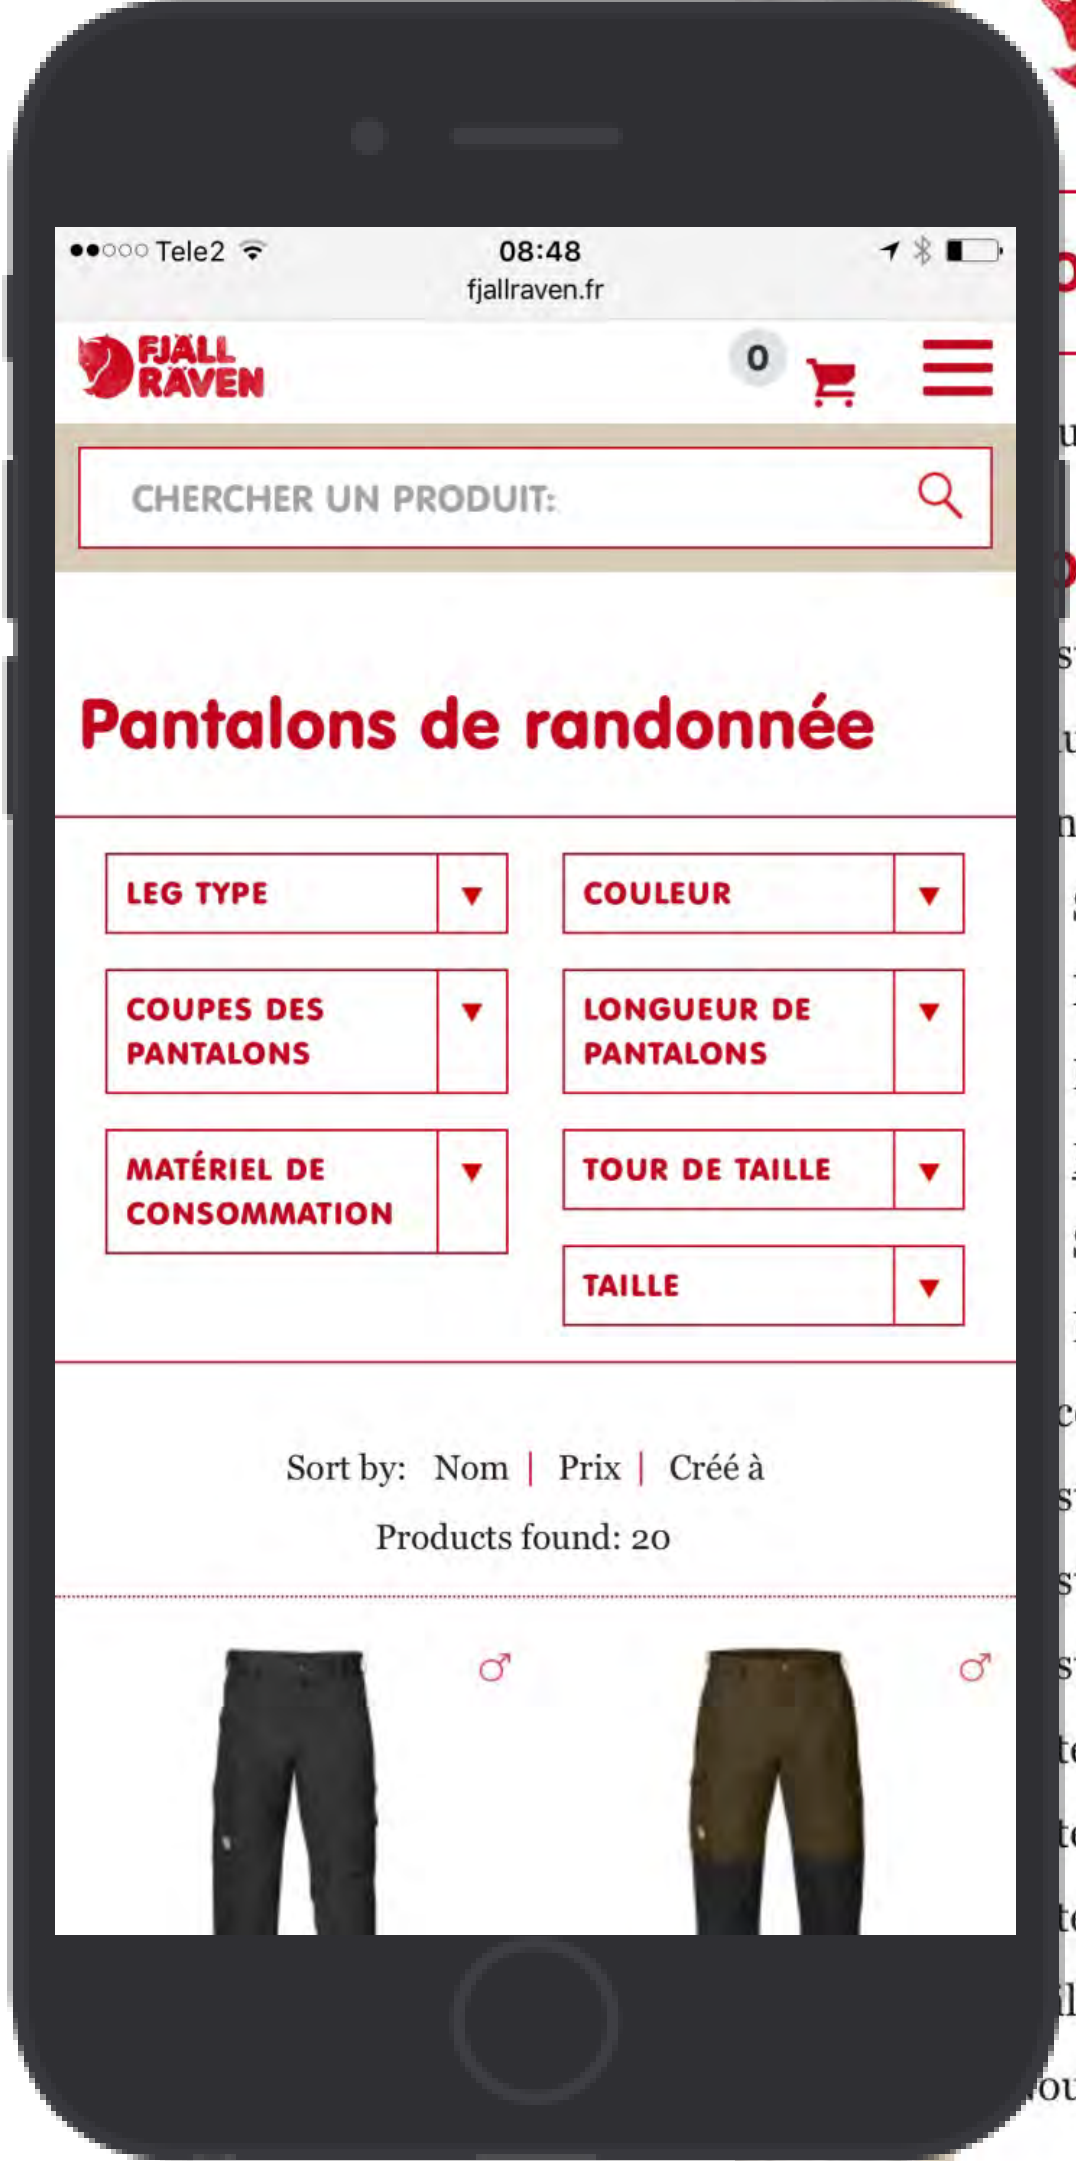 Tele2
08:48
fjallraven.fr
FJÄLL
RÄVEN
0
CHERCHER UN PRODUIT:
Pantalons de randonnée
LEG TYPE
COULEUR
COUPES DES
PANTALONS
LONGUEUR DE
PANTALONS
MATÉRIEL DE
CONSOMMATION
TOUR DE TAILLE
TAILLE
Sort by: Nom | Prix | Créé à
Products found: 20